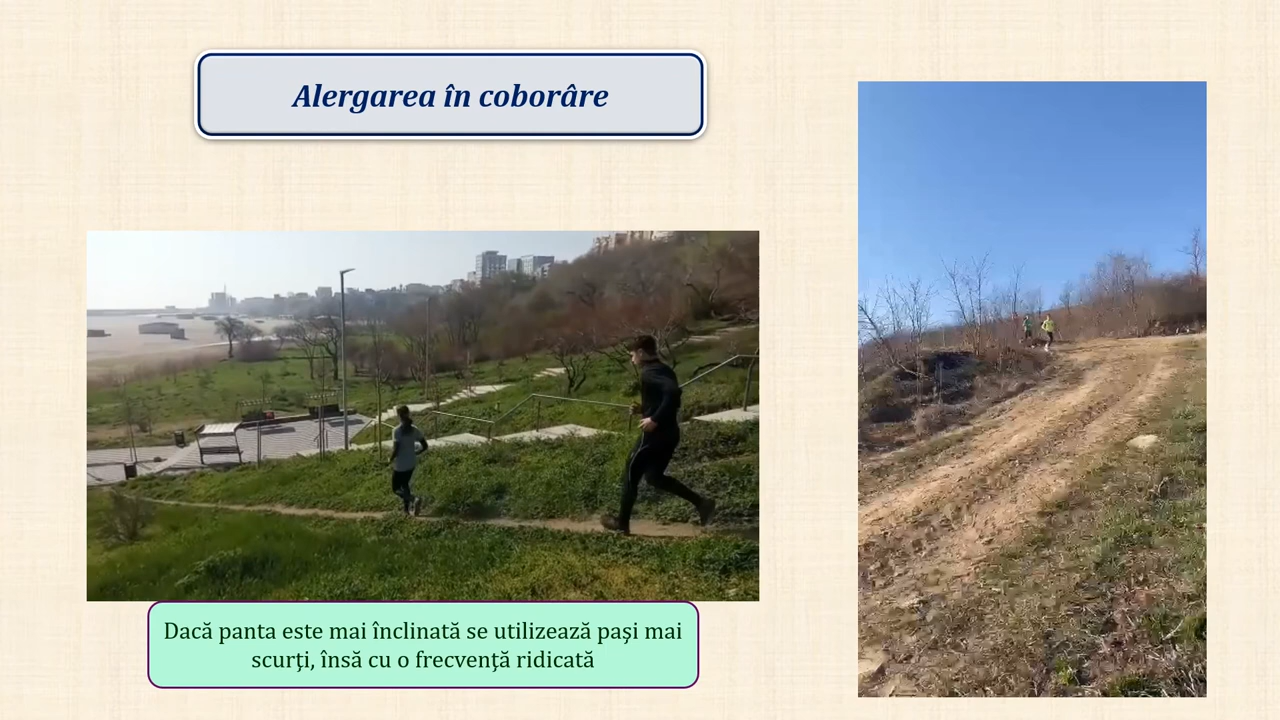 Alergarea în coborâre
Dacă panta este mai înclinată se utilizează pași mai
scurți, însă cu o frecvență ridicată